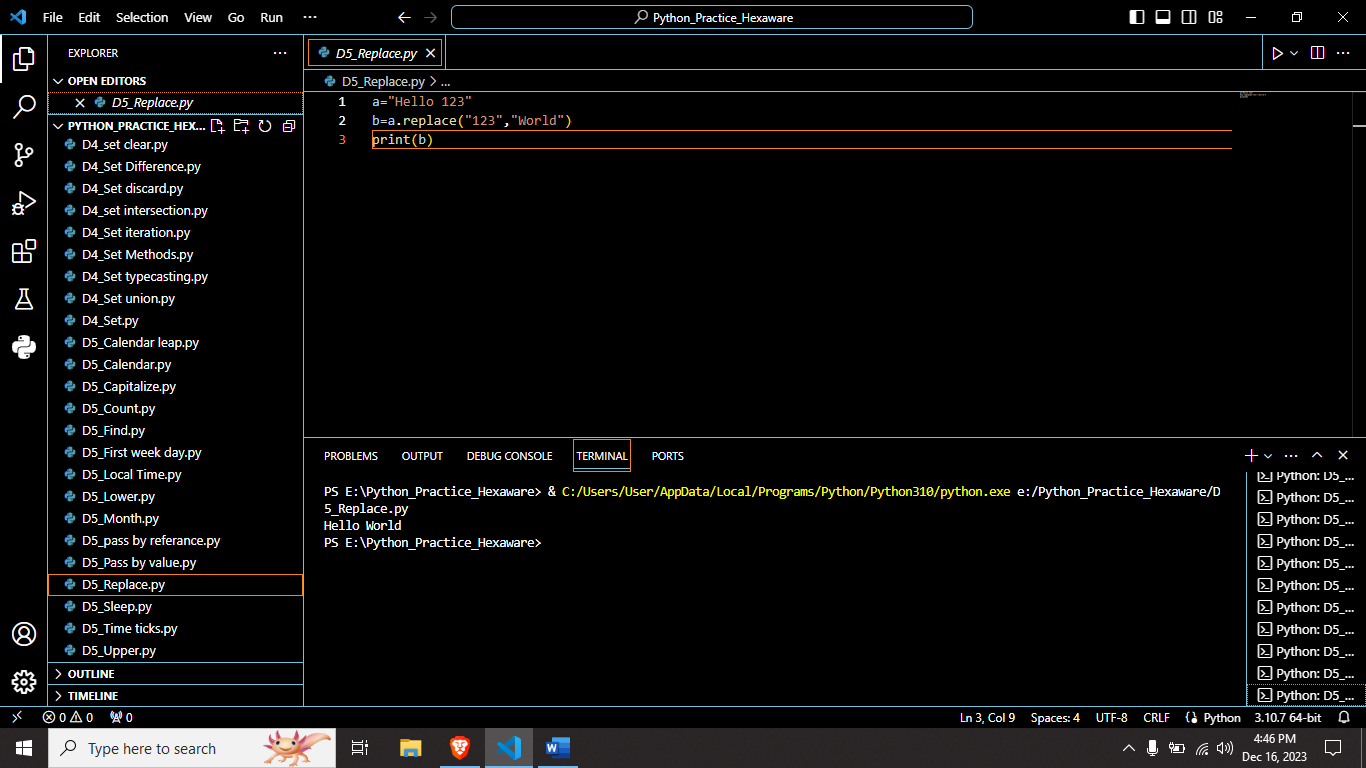 File Edit Selection View Go Run ··· Python_Practice_Hexaware
EXPLORER ···
OPEN EDITORS
D5_Replace.py
PYTHON_PRACTICE_HEX...
D4_set clear.py
D4_Set Difference.py
D4_Set discard.py
D4_set intersection.py
D4_Set iteration.py
D4_Set Methods.py
D4_Set typecasting.py
D4_Set union.py
D4_Set.py
D5_Calendar leap.py
D5_Calendar.py
D5_Capitalize.py
D5_Count.py
D5_Find.py
D5_First week day.py
D5_Local Time.py
D5_Lower.py
D5_Month.py
D5_pass by referance.py
D5_Pass by value.py
D5_Replace.py
D5_Sleep.py
D5_Time ticks.py
D5_Upper.py
OUTLINE
TIMELINE
D5_Replace.py
D5_Replace.py > ...
1 a="Hello 123"
2 b=a.replace("123","World")
3 print(b)
PROBLEMS OUTPUT DEBUG CONSOLE TERMINAL PORTS
PS E:\Python_Practice_Hexaware> & C:/Users/User/AppData/Local/Programs/Python/Python310/python.exe e:/Python_Practice_Hexaware/D
5_Replace.py
Hello World
PS E:\Python_Practice_Hexaware>
Python: D5_...
Python: D5_...
Python: D5_...
Python: D5_...
Python: D5_...
Python: D5_...
Python: D5_...
Python: D5_...
Python: D5_...
Python: D5_...
Python: D5_...
0 0 0 Ln 3, Col 9 Spaces: 4 UTF-8 CRLF Python 3.10.7 64-bit
Type here to search
4:46 PM
Dec 16, 2023